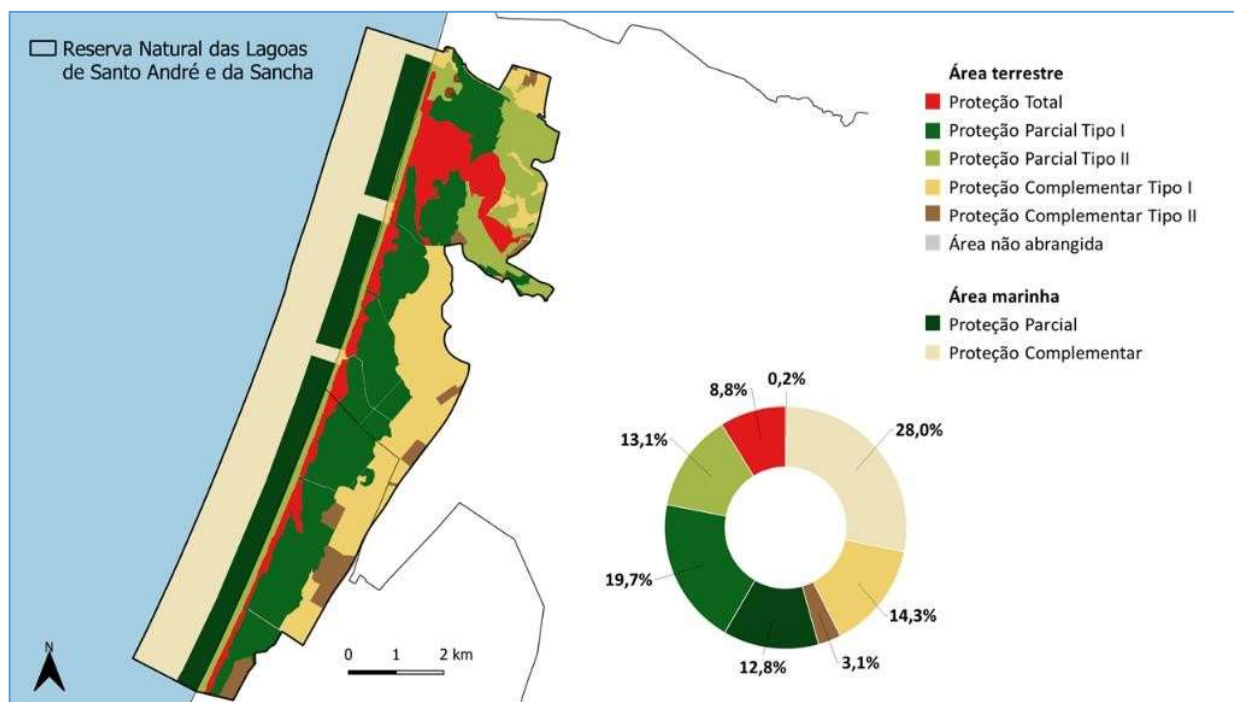 Reserva Natural das Lagoas
de Santo André e da Sancha
Área terrestre
Proteção Total
Proteção Parcial Tipo I
Proteção Parcial Tipo II
Proteção Complementar Tipo I
Proteção Complementar Tipo II
Área não abrangida
Área marinha
Proteção Parcial
Proteção Complementar
0,2%
8,8%
28,0%
13,1%
19,7%
14,3%
12,8%
3,1%
N
0 1 2 km